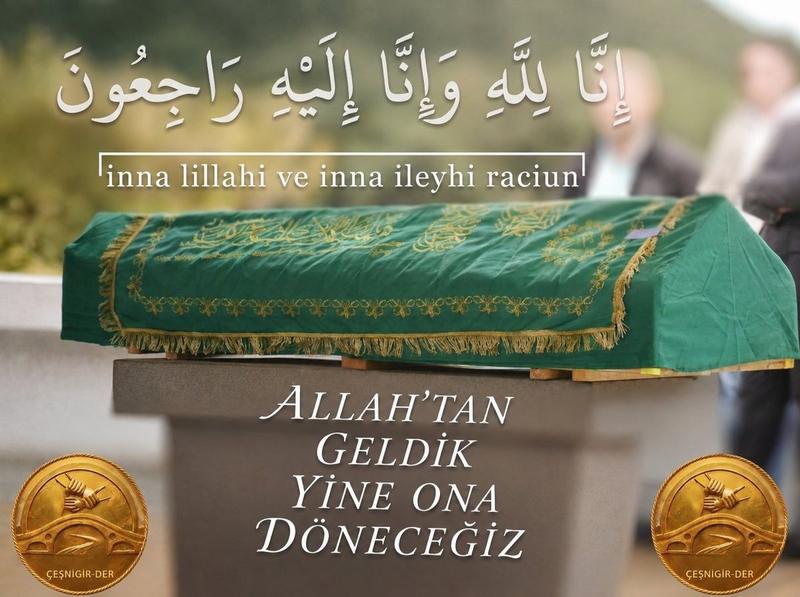 إِنَّا لِلَّهِ وَإِنَّا إِلَيْهِ رَاجِعُونَ
inna lillahi ve inna ileyhi raciun
ALLAH'TAN
GELDİK
YİNE ONA
DÖNECEĞİZ
ÇEŞNİGİR-DER
ÇEŞNİGİR-DER